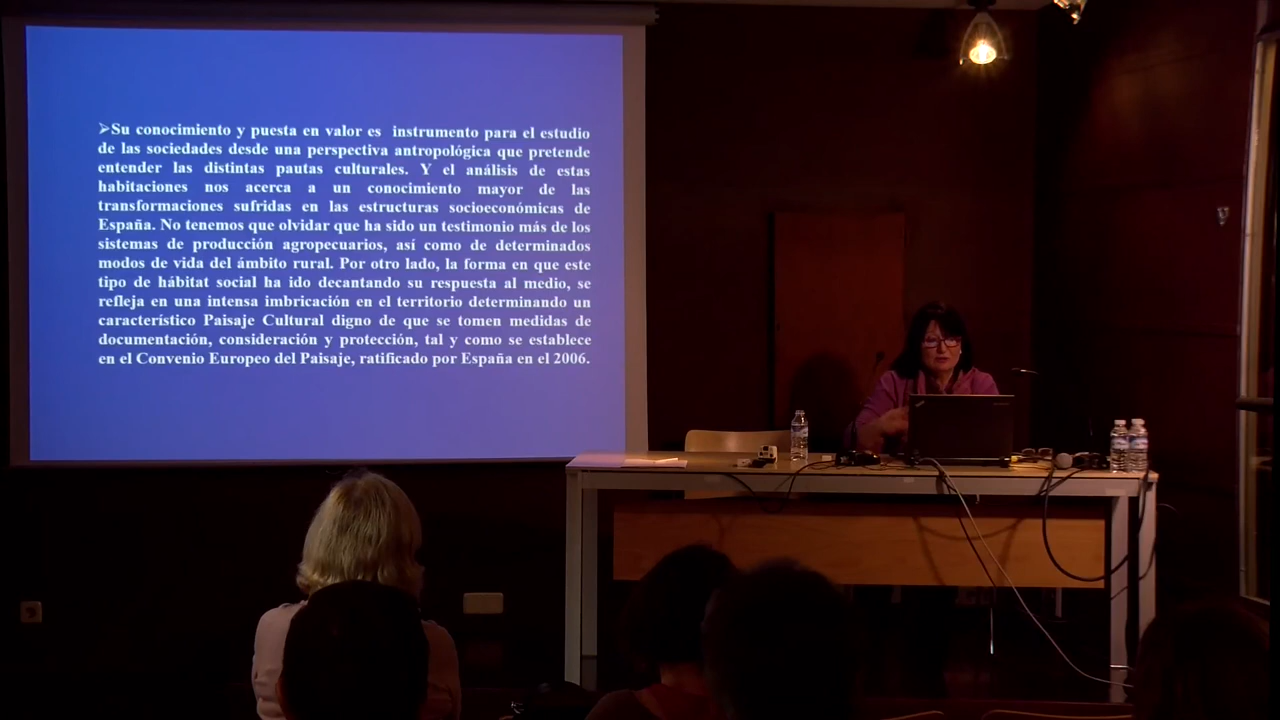 ➢Su conocimiento y puesta en valor es instrumento para el estudio
de las sociedades desde una perspectiva antropológica que pretende
entender las distintas pautas culturales. Y el análisis de estas
habitaciones nos acerca a un conocimiento mayor de las
transformaciones sufridas en las estructuras socioeconómicas de
España. No tenemos que olvidar que ha sido un testimonio más de los
sistemas de producción agropecuarios, así como de determinados
modos de vida del ámbito rural. Por otro lado, la forma en que este
tipo de hábitat social ha ido decantando su respuesta al medio, se
refleja en una intensa imbricación en el territorio determinando un
característico Paisaje Cultural digno de que se tomen medidas de
documentación, consideración y protección, tal y como se establece
en el Convenio Europeo del Paisaje, ratificado por España en el 2006.